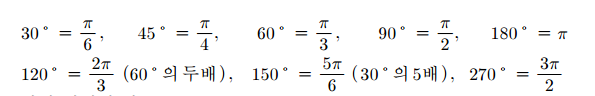 30° = π/6, 45° = π/4, 60° = π/3, 90° = π/2, 180° = π
120° = 2π/3 (60°의 두배), 150° = 5π/6 (30°의 5배), 270° = 3π/2